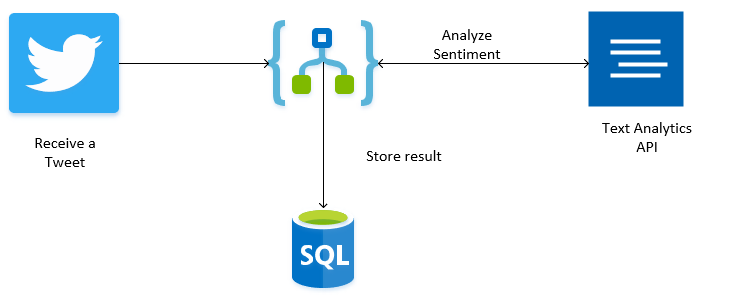 Analyze
Sentiment
Receive a
Tweet
Text Analytics
API
Store result
SQL